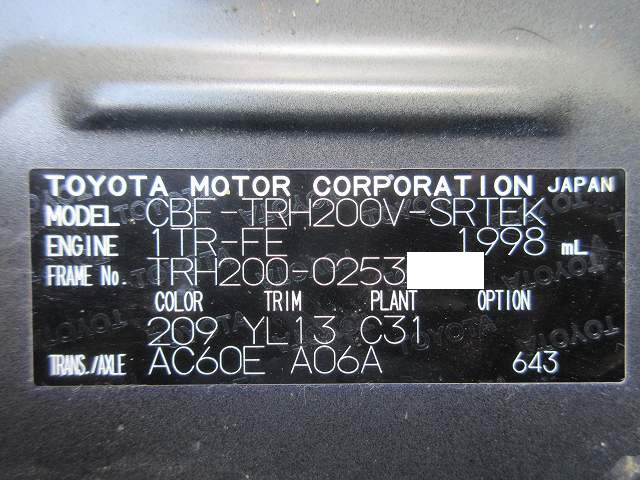 TOYOTA MOTOR CORPORATION JAPAN
MODEL CBF-TRH200V-SRTEK
ENGINE 1TR-FE 1998 mL
FRAME No. TRH200-0253
COLOR TRIM PLANT OPTION
209 YL13 C31
TRANS./AXLE AC60E A06A 643